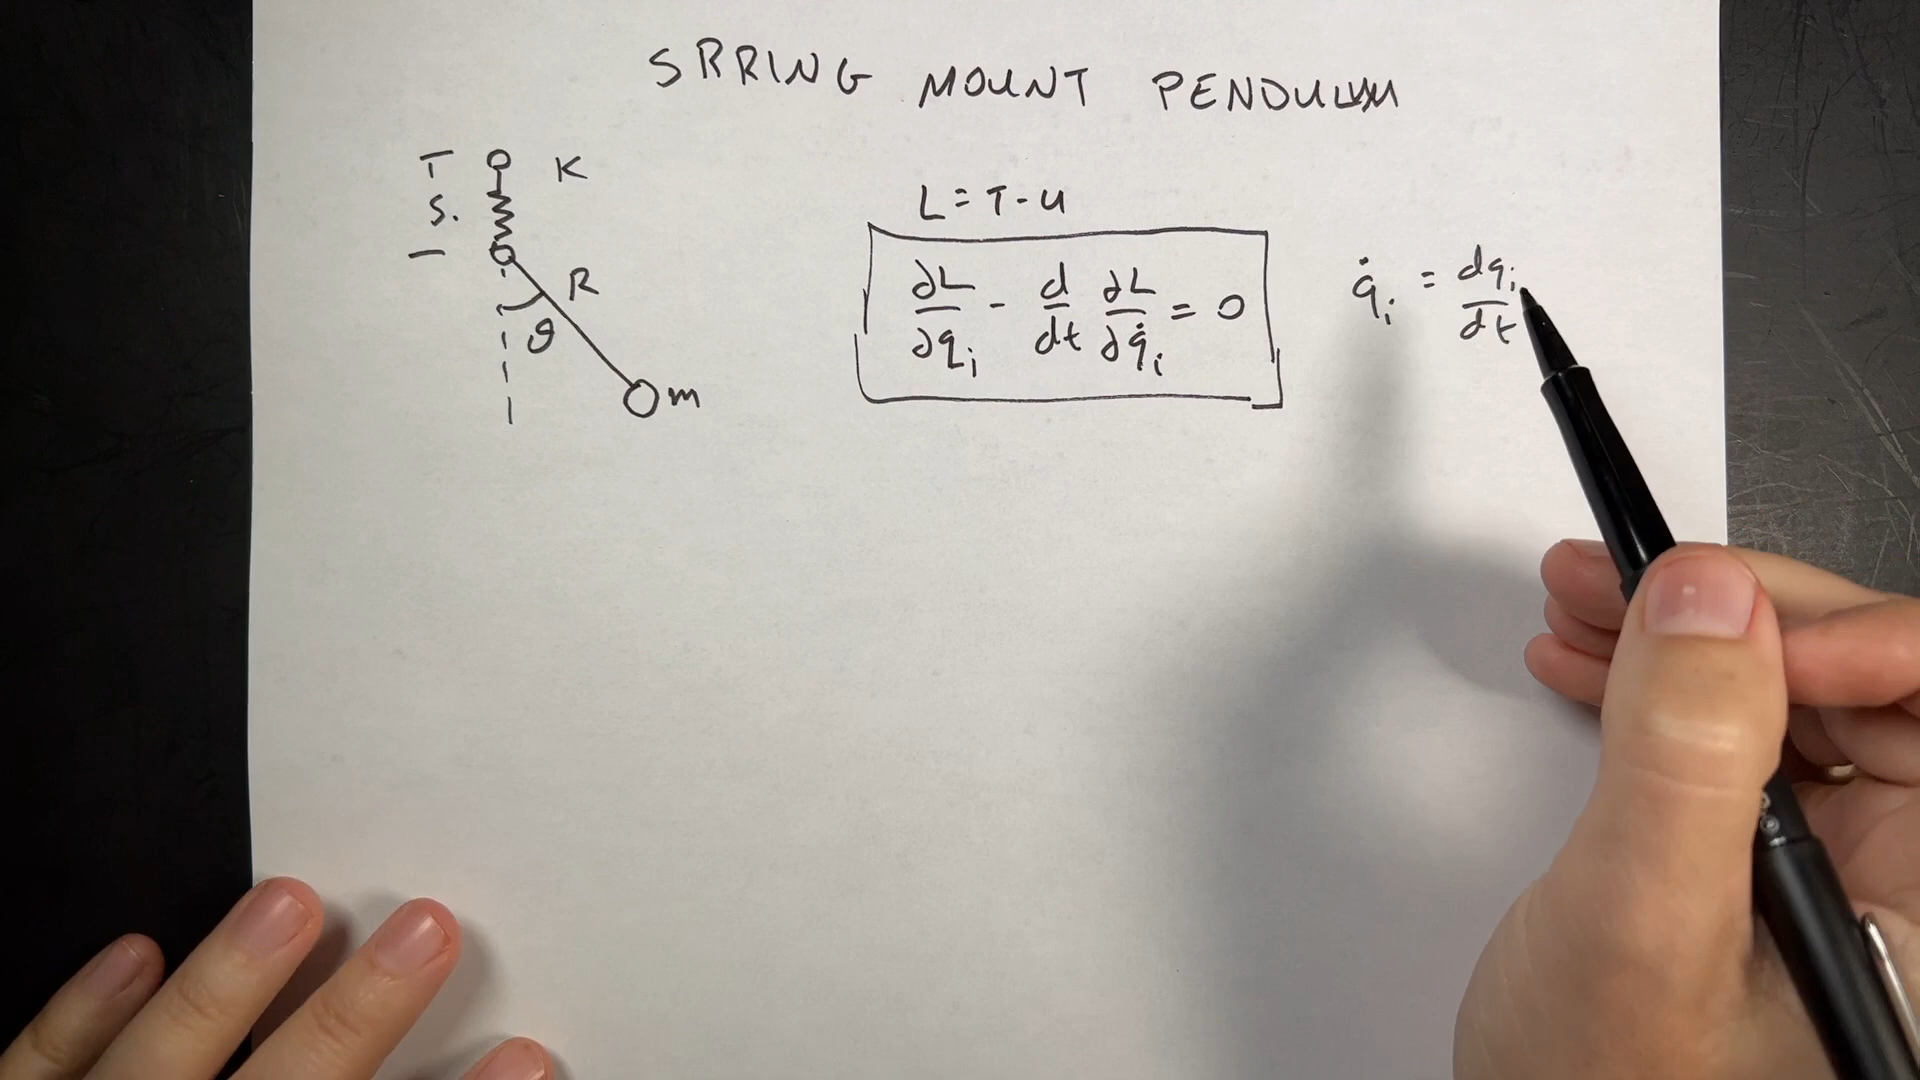 SPRING MOUNT PENDULUM
T K
S.
R
θ
m
L = T - U
∂L/∂qᵢ - d/dt ∂L/∂q̇ᵢ = 0
q̇ᵢ = dqᵢ/dt